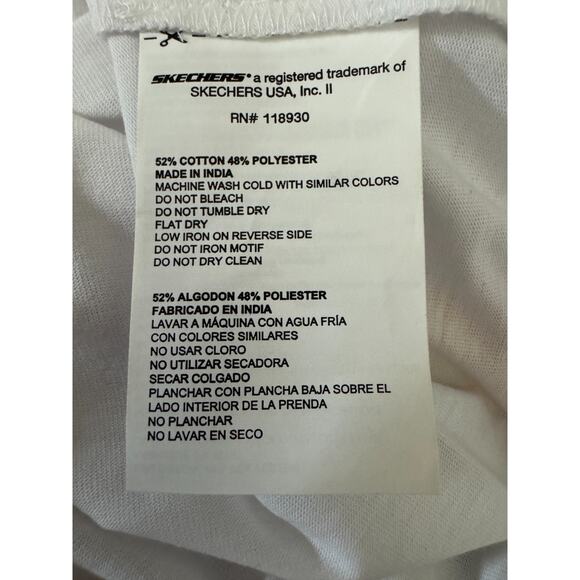 SKECHERS® a registered trademark of
SKECHERS USA, Inc. II
RN# 118930
52% COTTON 48% POLYESTER
MADE IN INDIA
MACHINE WASH COLD WITH SIMILAR COLORS
DO NOT BLEACH
DO NOT TUMBLE DRY
FLAT DRY
LOW IRON ON REVERSE SIDE
DO NOT IRON MOTIF
DO NOT DRY CLEAN
52% ALGODON 48% POLIESTER
FABRICADO EN INDIA
LAVAR A MÁQUINA CON AGUA FRÍA
CON COLORES SIMILARES
NO USAR CLORO
NO UTILIZAR SECADORA
SECAR COLGADO
PLANCHAR CON PLANCHA BAJA SOBRE EL
LADO INTERIOR DE LA PRENDA
NO PLANCHAR
NO LAVAR EN SECO